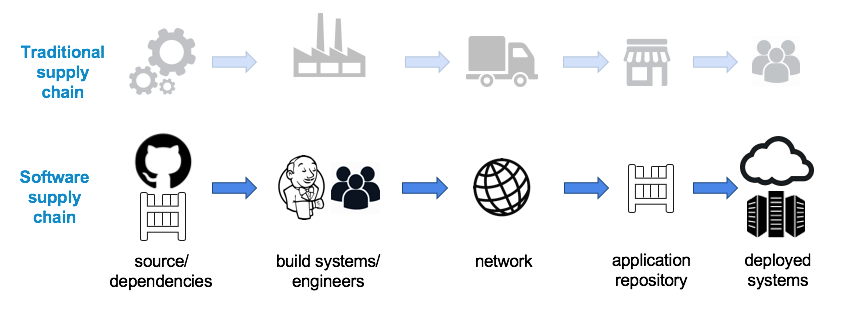 Traditional
supply
chain
Software
supply
chain
source/
dependencies
build systems/
engineers
network
application
repository
deployed
systems